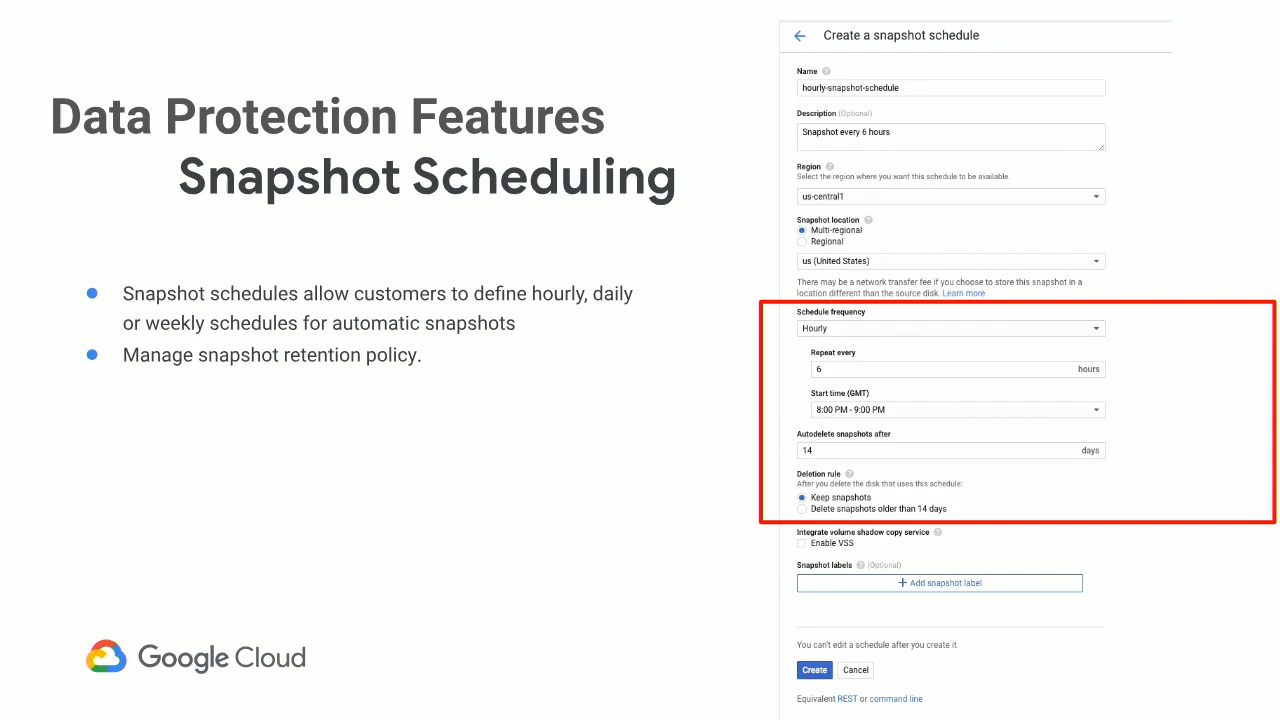 Data Protection Features
Snapshot Scheduling
Snapshot schedules allow customers to define hourly, daily
or weekly schedules for automatic snapshots
Manage snapshot retention policy.
Google Cloud
Create a snapshot schedule
Name
hourly-snapshot-schedule
Description (Optional)
Snapshot every 6 hours
Region
Select the region where you want this schedule to be available.
us-central1
Snapshot location
Multi-regional
Regional
us (United States)
There may be a network transfer fee if you choose to store this snapshot in a
location different than the source disk. Learn more
Schedule frequency
Hourly
Repeat every
6 hours
Start time (GMT)
8:00 PM - 9:00 PM
Autodelete snapshots after
14 days
Deletion rule
After you delete the disk that uses this schedule:
Keep snapshots
Delete snapshots older than 14 days
Integrate volume shadow copy service
Enable VSS
Snapshot labels (Optional)
+ Add snapshot label
You can't edit a schedule after you create it
Create Cancel
Equivalent REST or command line